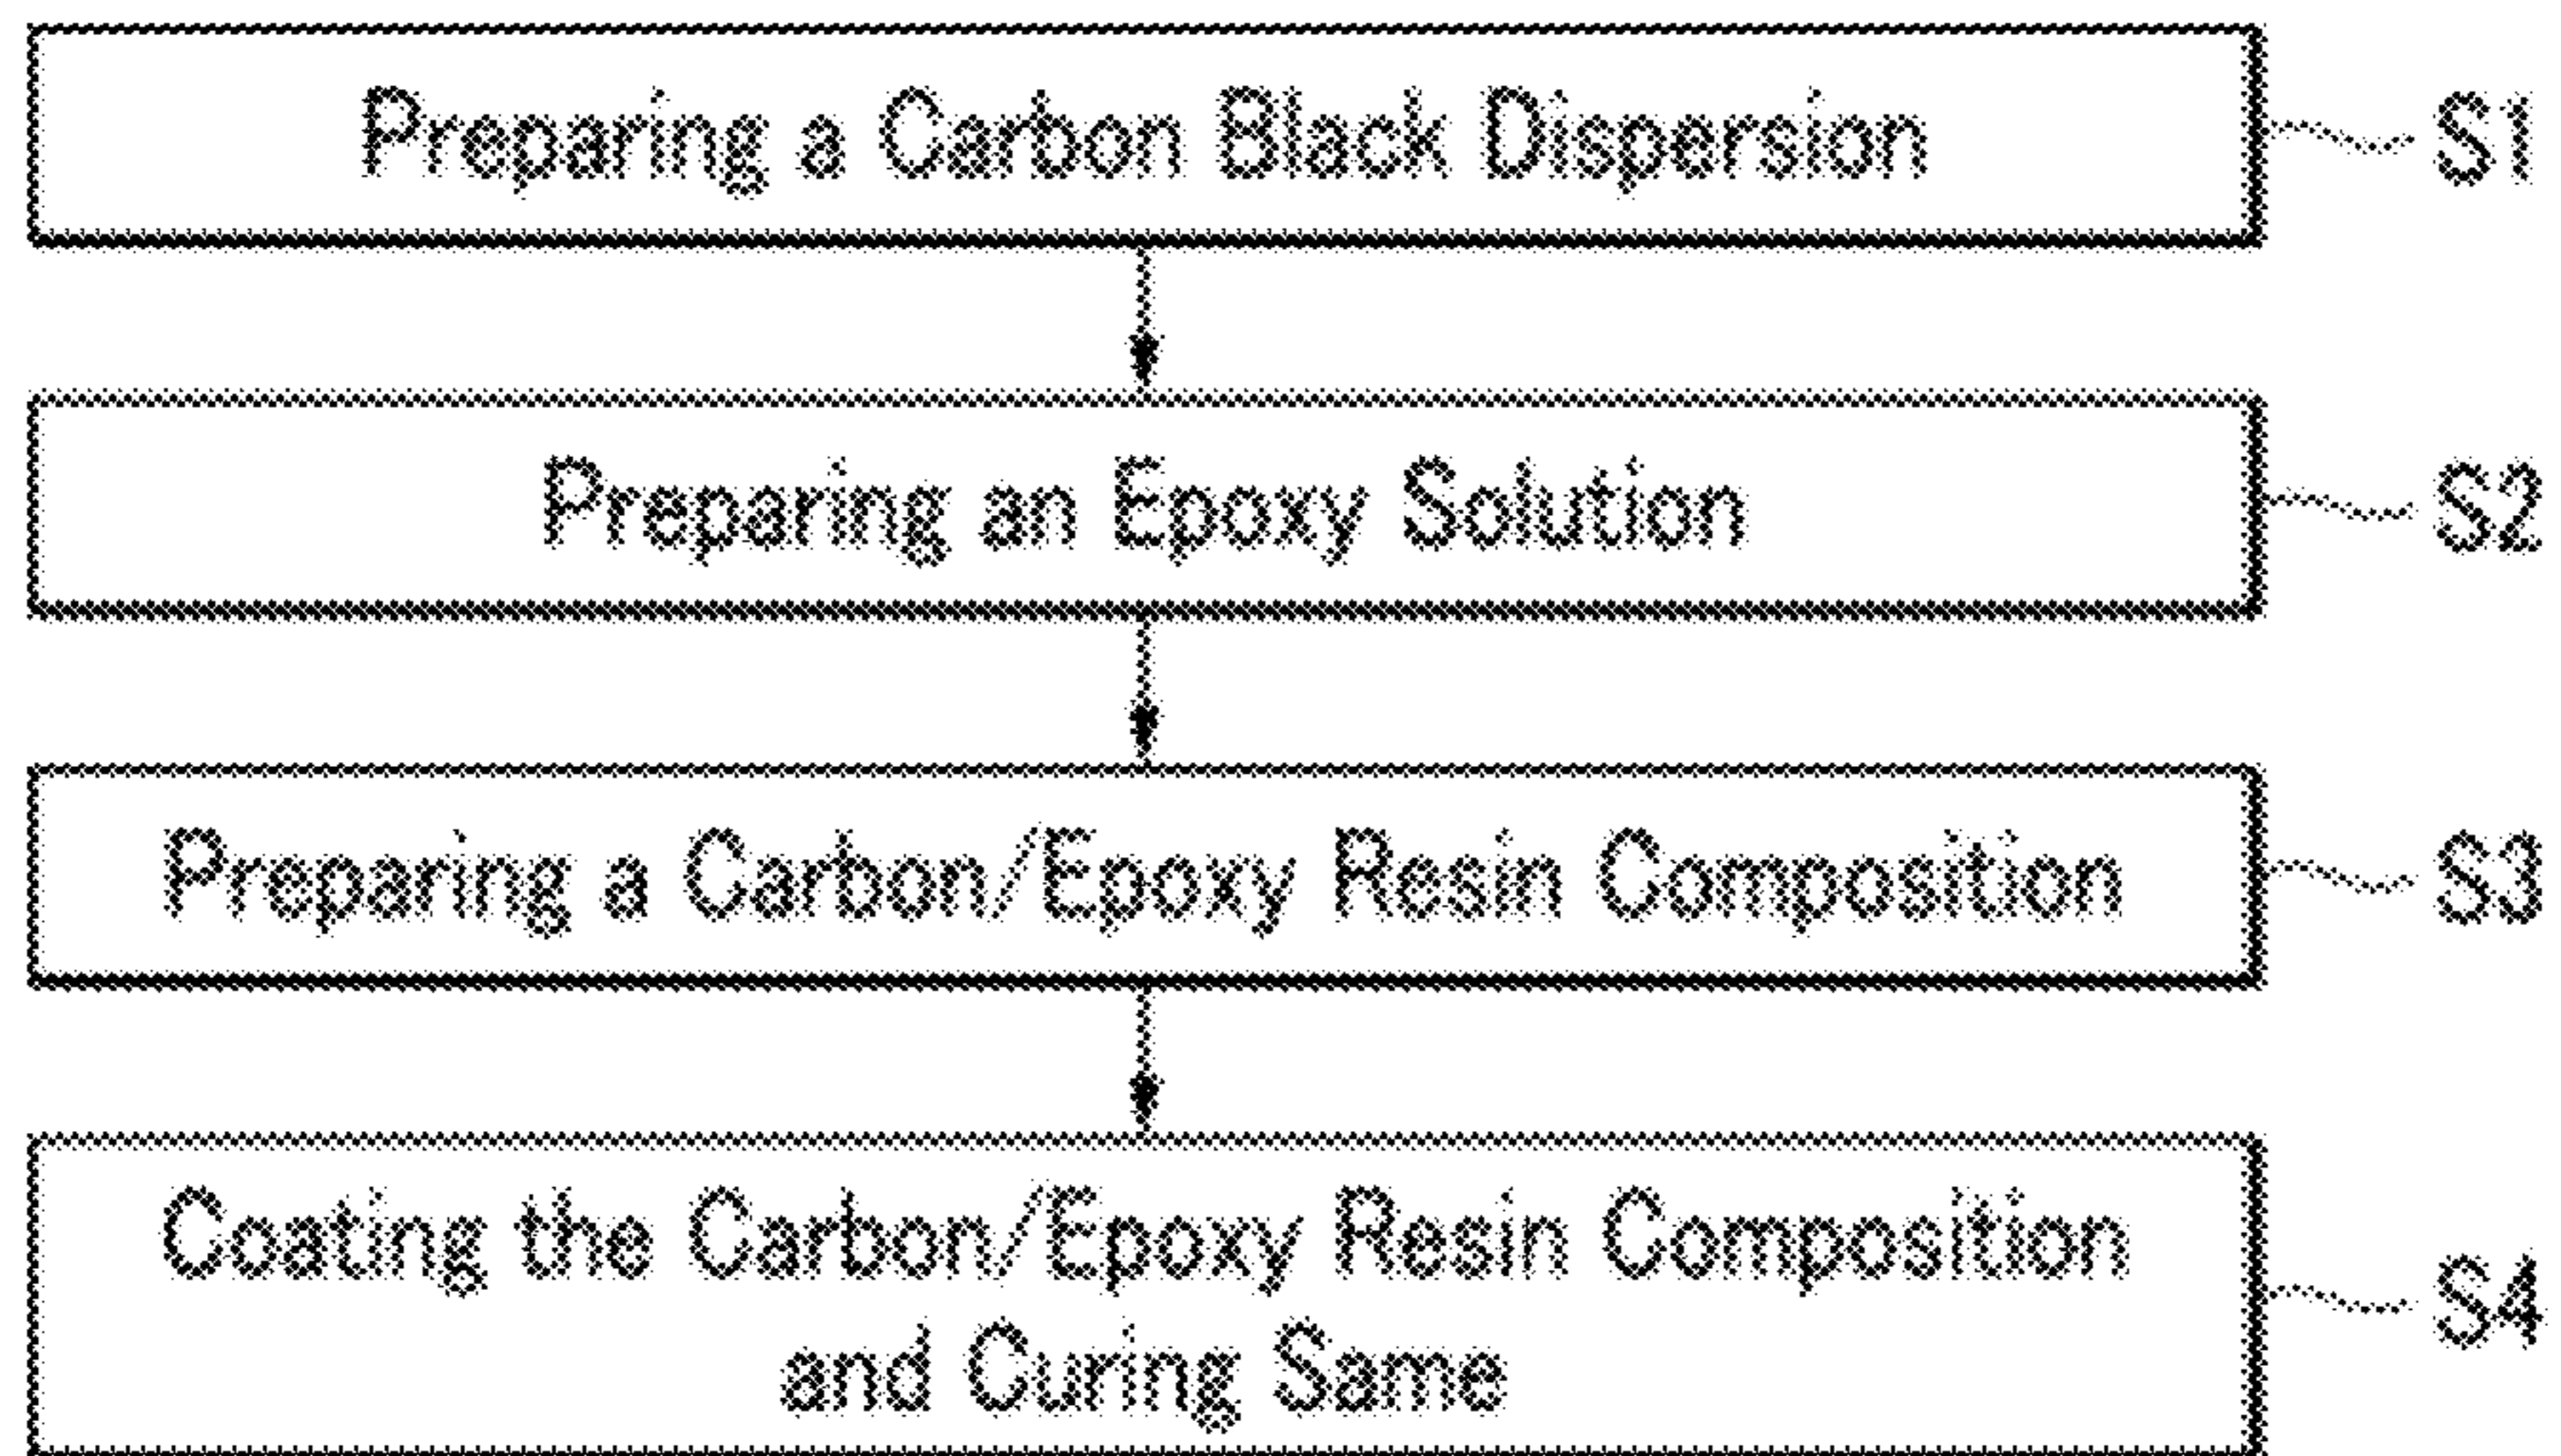 Preparing a Carbon Black Dispersion S1
Preparing an Epoxy Solution S2
Preparing a Carbon/Epoxy Resin Composition S3
Coating the Carbon/Epoxy Resin Composition
and Curing Same S4